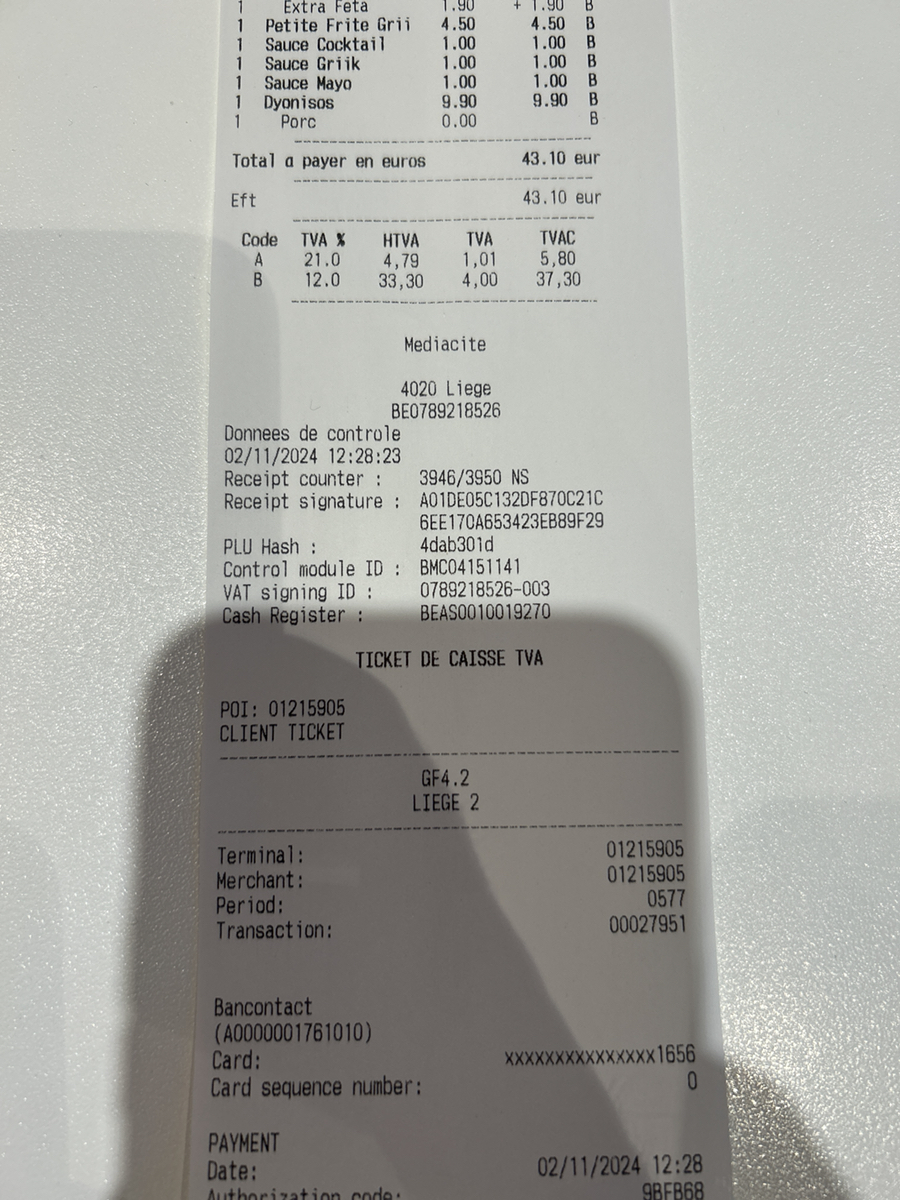 1 Extra Feta 1.90 + 1.90 B
1 Petite Frite Grii 4.50 4.50 B
1 Sauce Cocktail 1.00 1.00 B
1 Sauce Griik 1.00 1.00 B
1 Sauce Mayo 1.00 1.00 B
1 Dyonisos 9.90 9.90 B
1 Porc 0.00 B
Total a payer en euros 43.10 eur
Eft 43.10 eur
Code TVA % HTVA TVA TVAC
A 21.0 4,79 1,01 5,80
B 12.0 33,30 4,00 37,30
Mediacite
4020 Liege
BE0789218526
Donnees de controle
02/11/2024 12:28:23
Receipt counter : 3946/3950 NS
Receipt signature : A01DE05C132DF870C21C
6EE170A653423EB89F29
PLU Hash : 4dab301d
Control module ID : BMC04151141
VAT signing ID : 0789218526-003
Cash Register : BEAS0010019270
TICKET DE CAISSE TVA
POI: 01215905
CLIENT TICKET
GF4.2
LIEGE 2
Terminal: 01215905
Merchant: 01215905
Period: 0577
Transaction: 00027951
Bancontact
(A0000001761010)
Card: xxxxxxxxxxxxxxx1656
Card sequence number: 0
PAYMENT
Date: 02/11/2024 12:28
Authorization code: 9BFB68